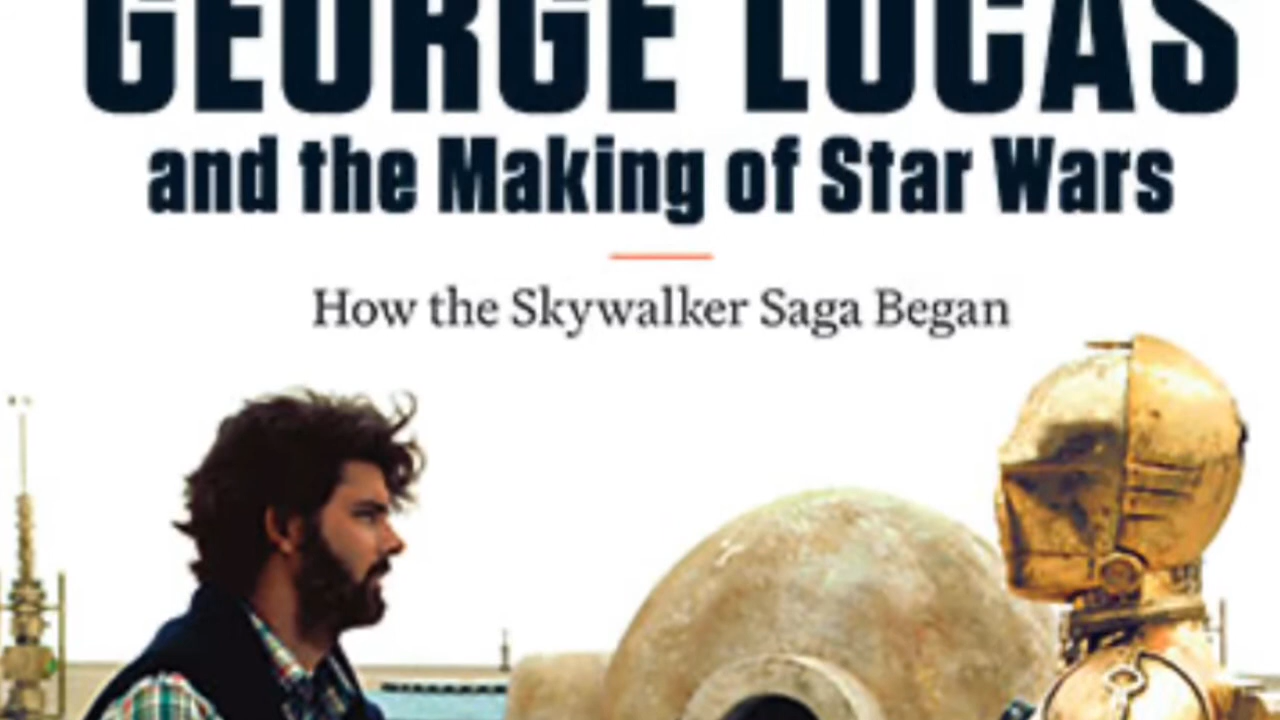 GEORGE LUCAS
and the Making of Star Wars
How the Skywalker Saga Began